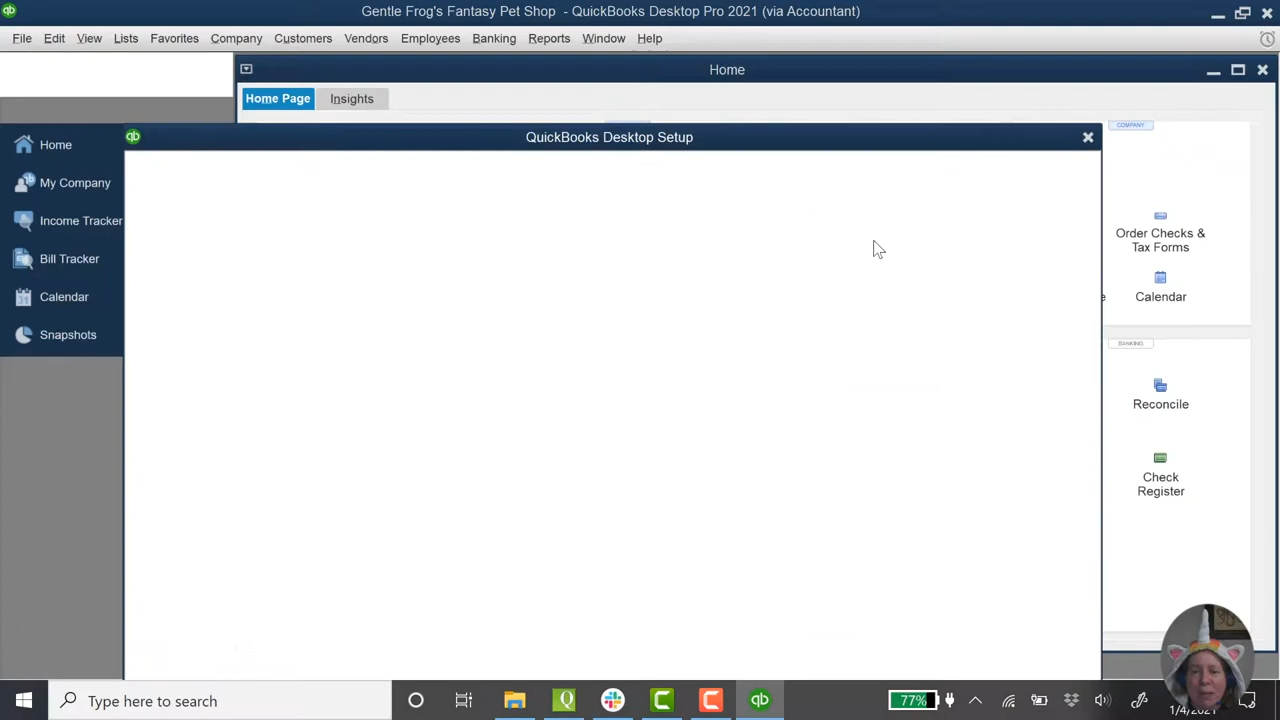 Gentle Frog's Fantasy Pet Shop - QuickBooks Desktop Pro 2021 (via Accountant)
File Edit View Lists Favorites Company Customers Vendors Employees Banking Reports Window Help
Home
Home Page Insights
QuickBooks Desktop Setup
COMPANY
Home
My Company
Income Tracker
Bill Tracker
Calendar
Snapshots
Order Checks &
Tax Forms
e Calendar
BANKING
Reconcile
Check
Register
Type here to search
77%